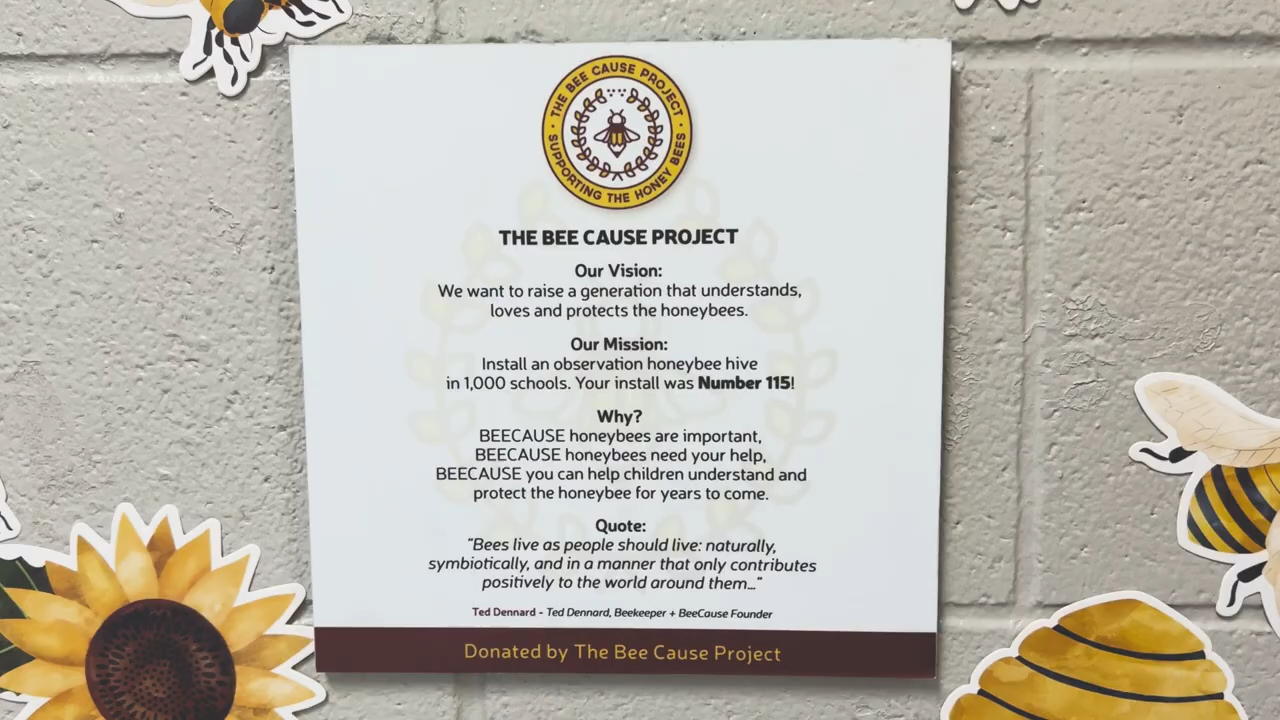 THE BEE CAUSE PROJECT
SUPPORTING THE HONEY BEES
THE BEE CAUSE PROJECT
Our Vision:
We want to raise a generation that understands,
loves and protects the honeybees.
Our Mission:
Install an observation honeybee hive
in 1,000 schools. Your install was Number 115!
Why?
BEECAUSE honeybees are important,
BEECAUSE honeybees need your help,
BEECAUSE you can help children understand and
protect the honeybee for years to come.
Quote:
"Bees live as people should live: naturally,
symbiotically, and in a manner that only contributes
positively to the world around them..."
Ted Dennard - Ted Dennard, Beekeeper + BeeCause Founder
Donated by The Bee Cause Project